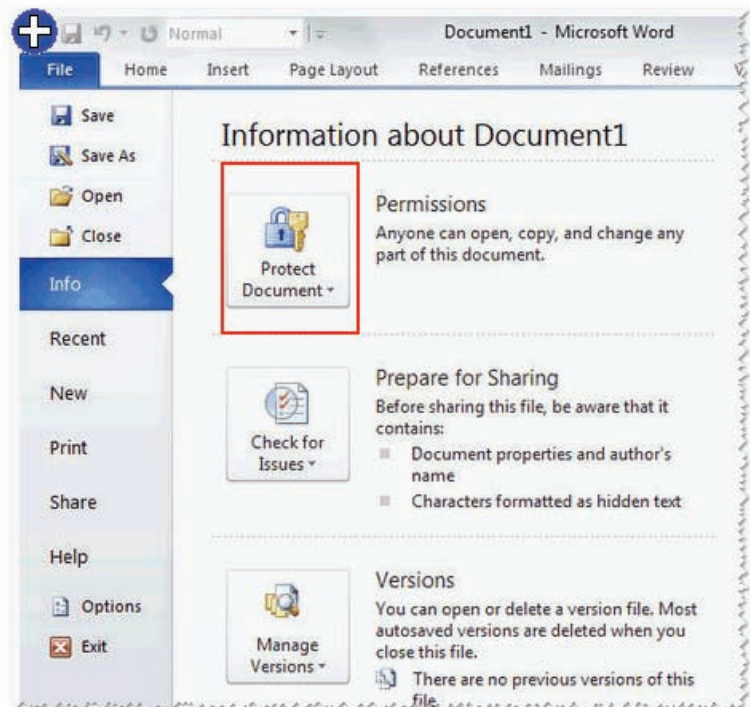 Normal
Document1 - Microsoft Word
File Home Insert Page Layout References Mailings Review
Save
Save As
Open
Close
Info
Recent
New
Print
Share
Help
Options
Exit
Information about Document1
Protect
Document
Permissions
Anyone can open, copy, and change any
part of this document.
Check for
Issues
Prepare for Sharing
Before sharing this file, be aware that it
contains:
Document properties and author's
name
Characters formatted as hidden text
Manage
Versions
Versions
You can open or delete a version file. Most
autosaved versions are deleted when you
close this file.
There are no previous versions of this
file.